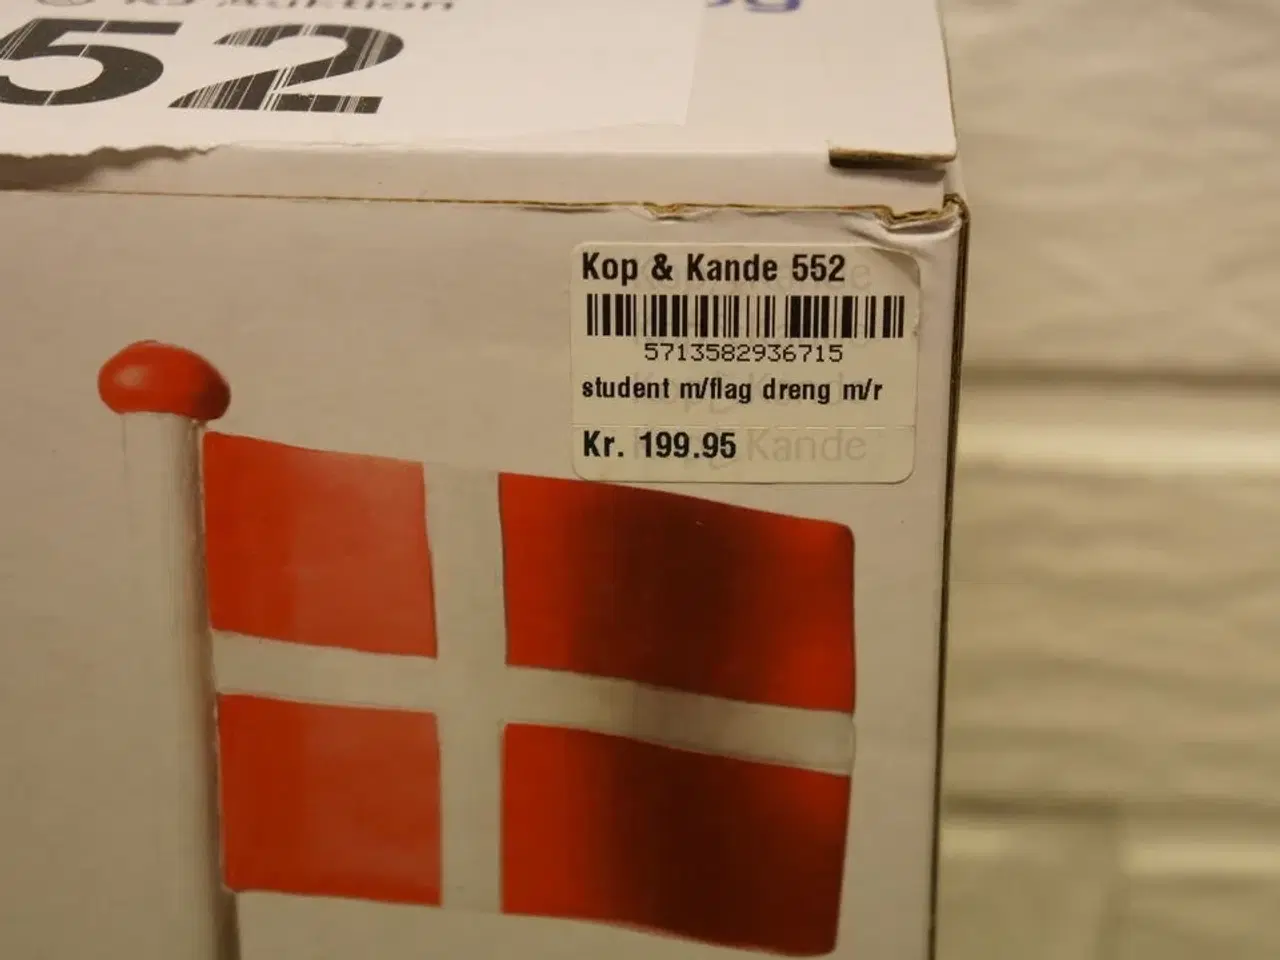 52
Kop & Kande 552
5713582936715
student m/flag dreng m/r
Kr. 199.95